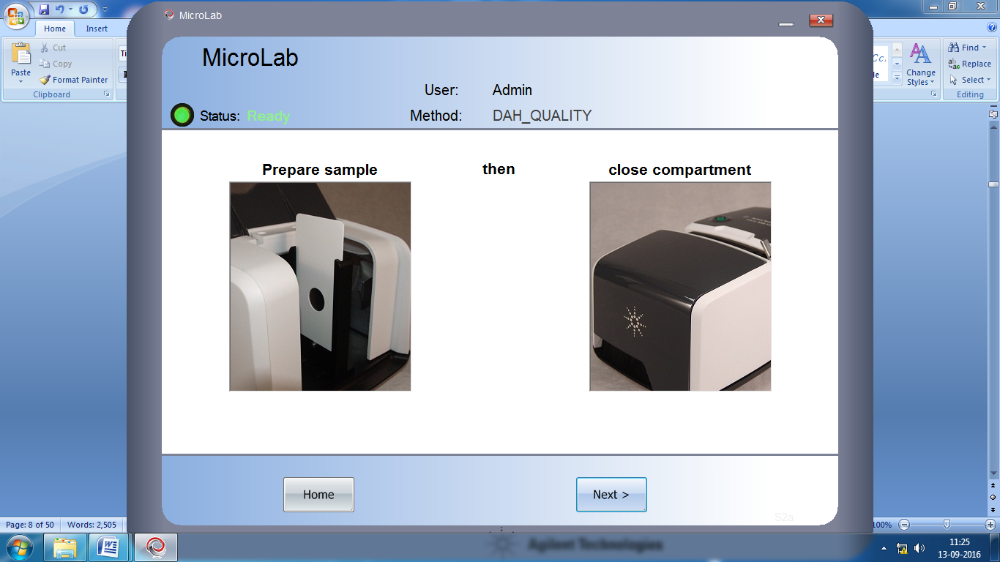 MicroLab
Home Insert
Paste
Cut
Copy
Format Painter
Clipboard
MicroLab
User: Admin
Status: Ready
Method: DAH_QUALITY
Prepare sample then close compartment
Home
Next >
S2a
Change Styles
Find
Replace
Select
Editing
Page: 8 of 50 Words: 2,505
100%
Agilent Technologies
11:25
13-09-2016